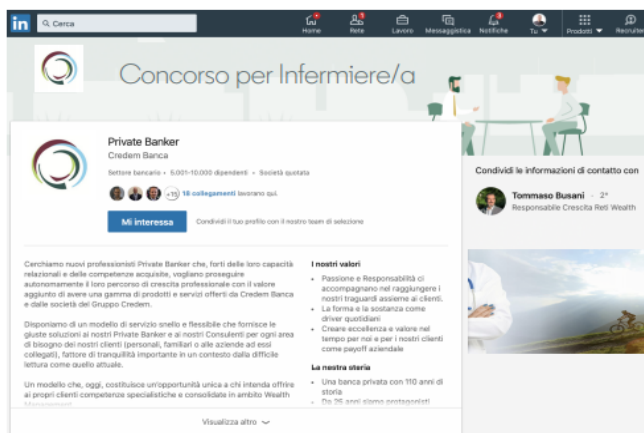 in
Cerca
Home
Rete
Lavoro
Messaggistica
Notifiche
Tu
Prodotti
Recruiter
Concorso per Infermiere/a
Private Banker
Credem Banca
Settore bancario • 5.001-10.000 dipendenti • Società quotata
+15 18 collegamenti lavorano qui.
Mi interessa
Condividi il tuo profilo con il nostro team di selezione
Condividi le informazioni di contatto con
Tommaso Busani · 2°
Responsabile Crescita Reti Wealth
Cerchiamo nuovi professionisti Private Banker che, forti delle loro capacità
relazionali e delle competenze acquisite, vogliano proseguire
autonomamente il loro percorso di crescita professionale con il valore
aggiunto di avere una gamma di prodotti e servizi offerti da Credem Banca
e dalle società del Gruppo Credem.
Disponiamo di un modello di servizio snello e flessibile che fornisce le
giuste soluzioni ai nostri Private Banker e ai nostri Consulenti per ogni area
di bisogno dei nostri clienti (personali, familiari o alle aziende ad essi
collegati), fattore di tranquillità importante in un contesto dalla difficile
lettura come quello attuale.
Un modello che, oggi, costituisce un'opportunità unica a chi intenda offrire
ai propri clienti competenze specialistiche e consolidate in ambito Wealth
Management
I nostri valori
• Passione e Responsabilità ci
accompagnano nel raggiungere i
nostri traguardi assieme ai clienti.
• La forma e la sostanza come
driver quotidiani
• Creare eccellenza e valore nel
tempo per noi e per i nostri clienti
come payoff aziendale
La nostra storia
• Una banca privata con 110 anni di
storia
• Da 25 anni siamo protagonisti
Visualizza altro